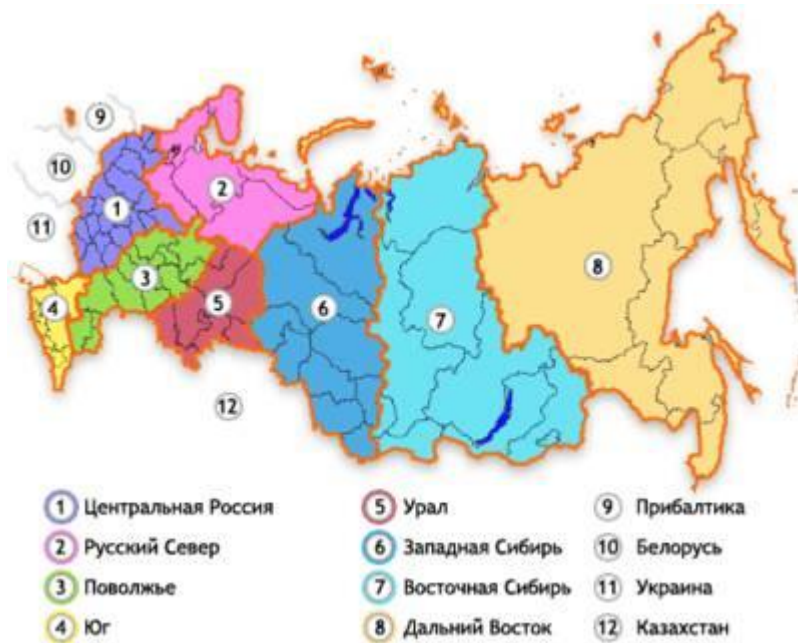 9
10
2
1
11
8
3
4
5
6
7
12
1 Центральная Россия
2 Русский Север
3 Поволжье
4 Юг
5 Урал
6 Западная Сибирь
7 Восточная Сибирь
8 Дальний Восток
9 Прибалтика
10 Белорусь
11 Украина
12 Казахстан